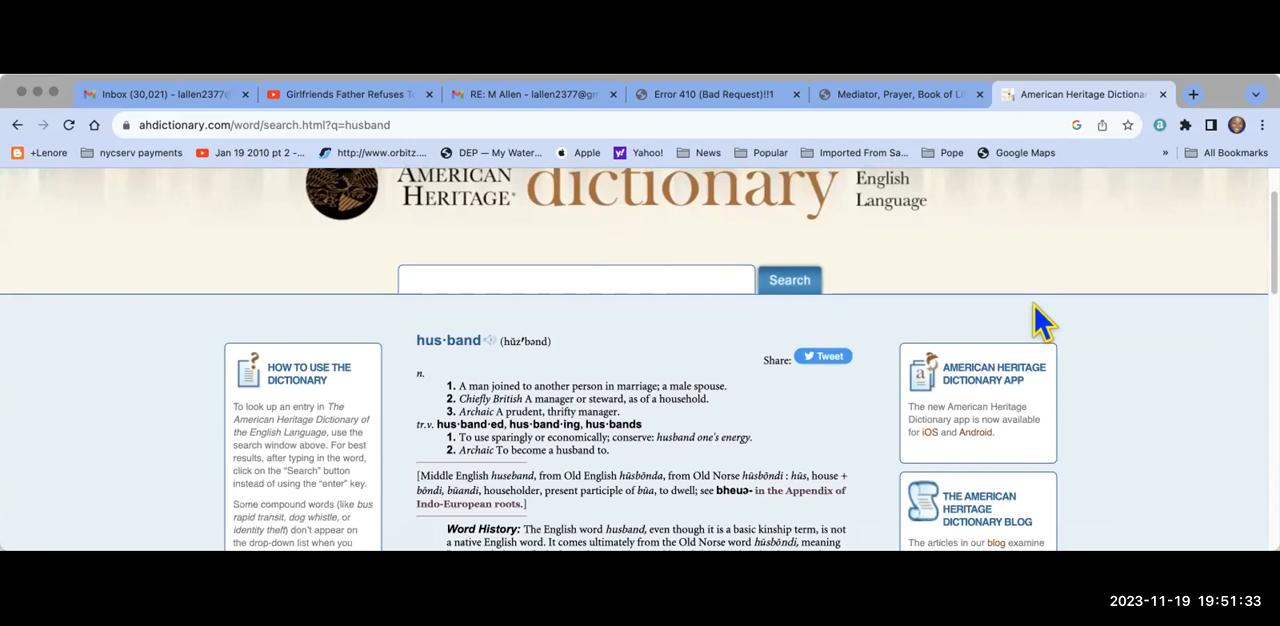 Inbox (30,021) - lallen2377@
Girlfriends Father Refuses T
RE: M Allen - lallen2377@gm
Error 410 (Bad Request)!!1
Mediator, Prayer, Book of Li
American Heritage Dictionar
ahdictionary.com/word/search.html?q=husband
+Lenore
nycserv payments
Jan 19 2010 pt 2 -...
http://www.orbitz....
DEP — My Water...
Apple
Yahoo!
News
Popular
Imported From Sa...
Pope
Google Maps
»
All Bookmarks
AMERICAN
HERITAGE®
dictionary
English
Language
Search
hus·band (hŭz′bənd)
Share: Tweet
n.
1. A man joined to another person in marriage; a male spouse.
2. Chiefly British A manager or steward, as of a household.
3. Archaic A prudent, thrifty manager.
tr.v. hus·band·ed, hus·band·ing, hus·bands
1. To use sparingly or economically; conserve: husband one's energy.
2. Archaic To become a husband to.
[Middle English huseband, from Old English hūsbōnda, from Old Norse hūsbōndi : hūs, house +
bōndi, būandi, householder, present participle of būa, to dwell; see bheuə- in the Appendix of
Indo-European roots.]
Word History: The English word husband, even though it is a basic kinship term, is not
a native English word. It comes ultimately from the Old Norse word hūsbōndi, meaning
HOW TO USE THE
DICTIONARY
To look up an entry in The
American Heritage Dictionary of
the English Language, use the
search window above. For best
results, after typing in the word,
click on the “Search” button
instead of using the “enter” key.
Some compound words (like bus
rapid transit, dog whistle, or
identity theft) don't appear on
the drop-down list when you
AMERICAN HERITAGE
DICTIONARY APP
The new American Heritage
Dictionary app is now available
for iOS and Android.
THE AMERICAN
HERITAGE
DICTIONARY BLOG
The articles in our blog examine
2023-11-19 19:51:33